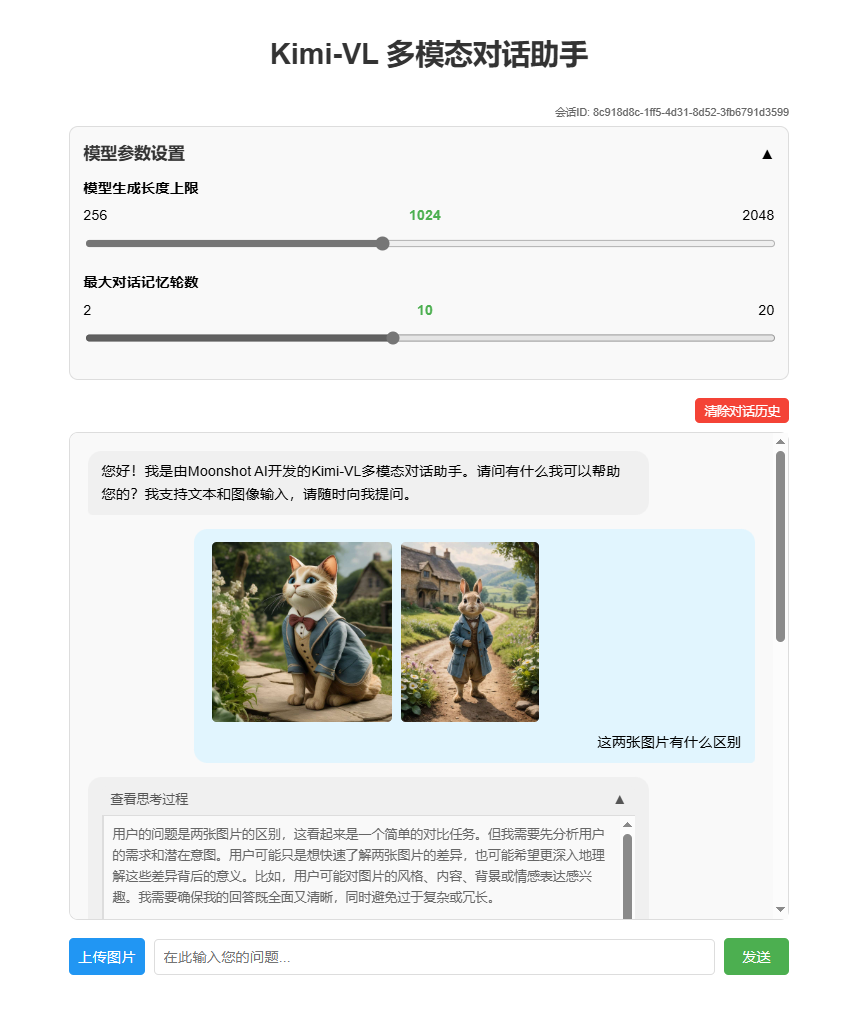 Kimi-VL 多模态对话助手
会话ID: 8c918d8c-1ff5-4d31-8d52-3fb6791d3599
模型参数设置 ▲
模型生成长度上限
256 1024 2048
最大对话记忆轮数
2 10 20
清除对话历史
您好！我是由Moonshot AI开发的Kimi-VL多模态对话助手。请问有什么我可以帮助
您的？我支持文本和图像输入，请随时向我提问。
这两张图片有什么区别
查看思考过程 ▲
用户的问题是两张图片的区别，这看起来是一个简单的对比任务。但我需要先分析用户
的需求和潜在意图。用户可能只是想快速了解两张图片的差异，也可能希望更深入地理
解这些差异背后的意义。比如，用户可能对图片的风格、内容、背景或情感表达感兴
趣。我需要确保我的回答既全面又清晰，同时避免过于复杂或冗长。
上传图片 在此输入您的问题... 发送